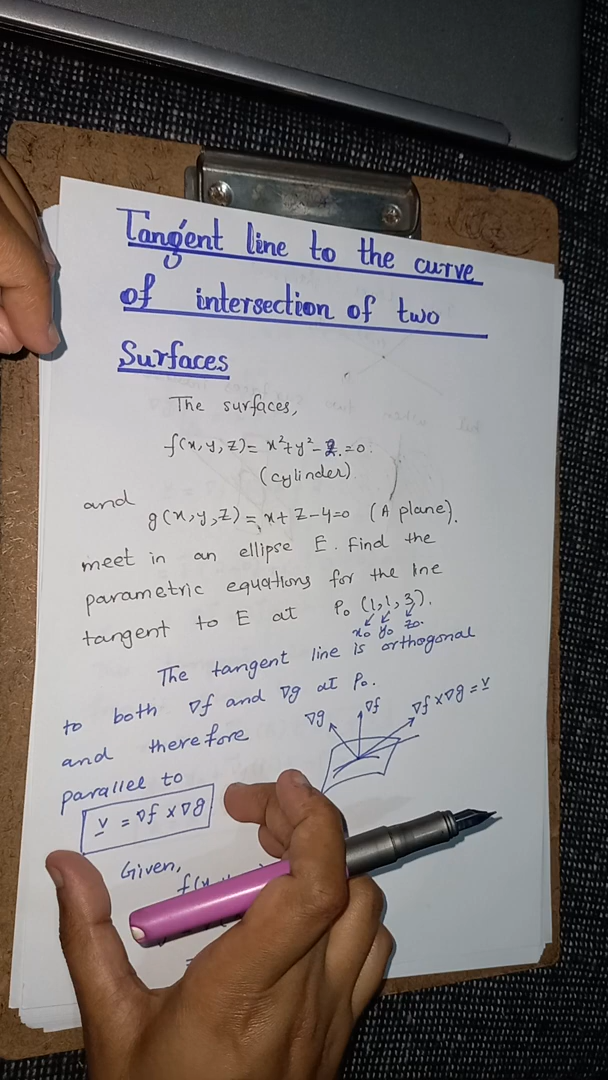 Tangent line to the curve
of intersection of two
Surfaces
The surfaces,
f(x,y,z)= x²+y²-2.=0.
(cylinder)
and
g(x,y,z)=x+z-4=0 (A plane).
meet in an ellipse E. Find the
parametric equations for the line
tangent to E at P₀ (1,1,3).
x₀ y₀ z₀.
The tangent line is orthogonal
to both ∇f and ∇g at P₀.
and therefore
parallel to
∇g ∇f ∇f×∇g=v
v = ∇f × ∇g
Given,